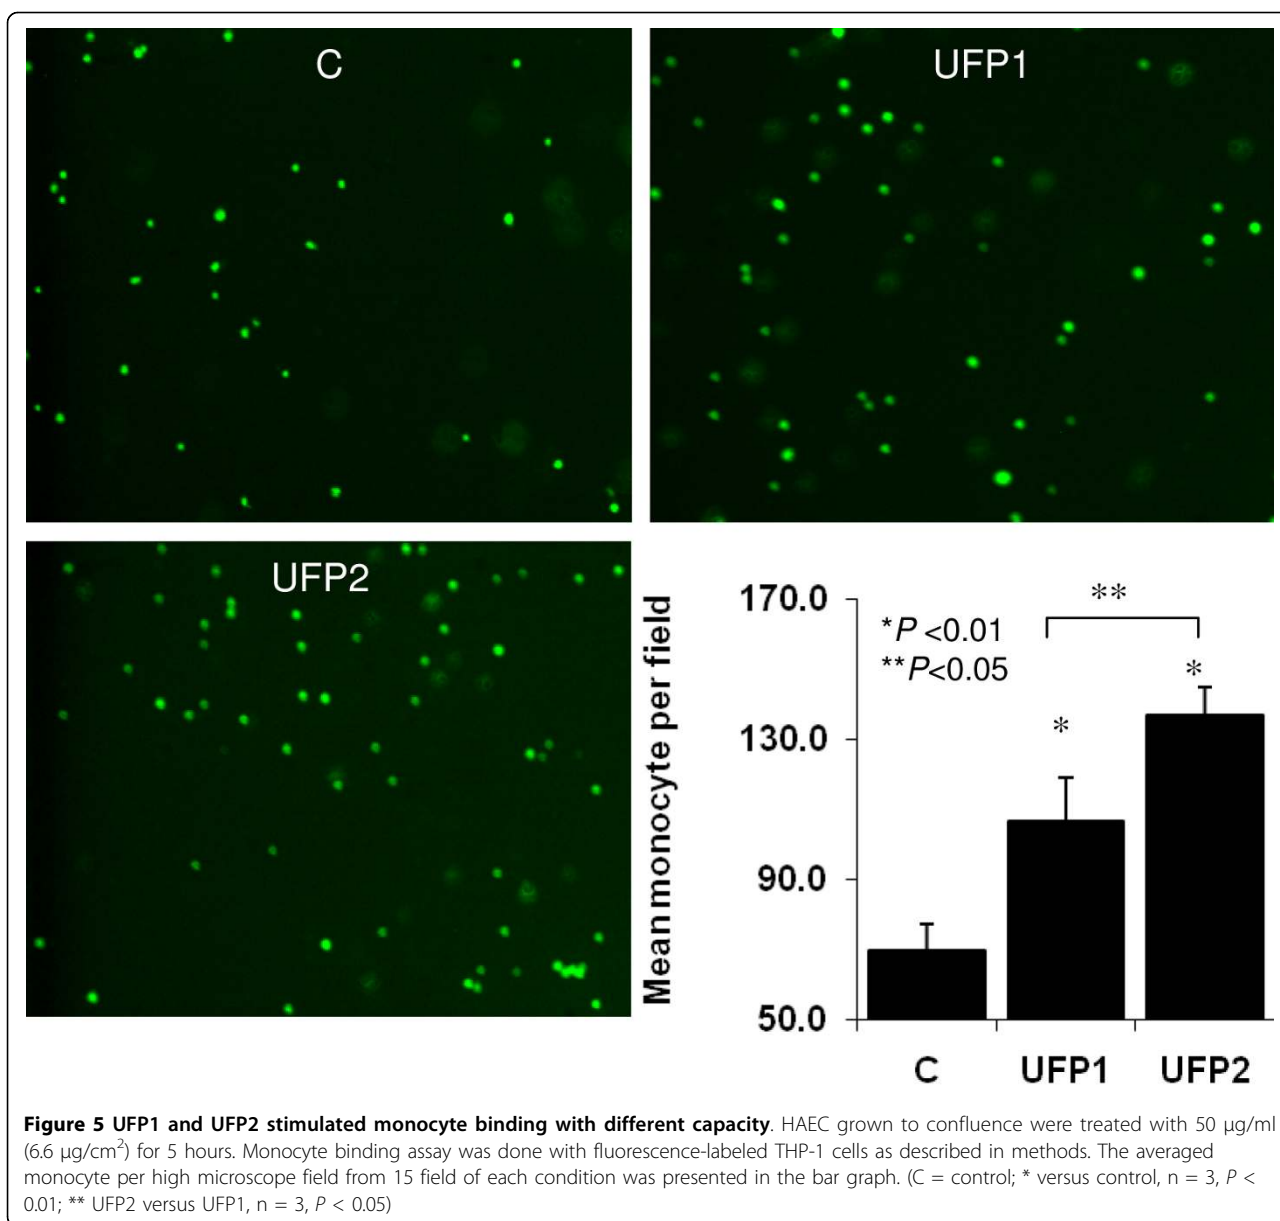 C
UFP1
UFP2
Mean monocyte per field
170.0
130.0
90.0
50.0
*P <0.01
**P<0.05
**
*
*
C UFP1 UFP2
Figure 5 UFP1 and UFP2 stimulated monocyte binding with different capacity. HAEC grown to confluence were treated with 50 μg/ml
(6.6 μg/cm²) for 5 hours. Monocyte binding assay was done with fluorescence-labeled THP-1 cells as described in methods. The averaged
monocyte per high microscope field from 15 field of each condition was presented in the bar graph. (C = control; * versus control, n = 3, P <
0.01; ** UFP2 versus UFP1, n = 3, P < 0.05)